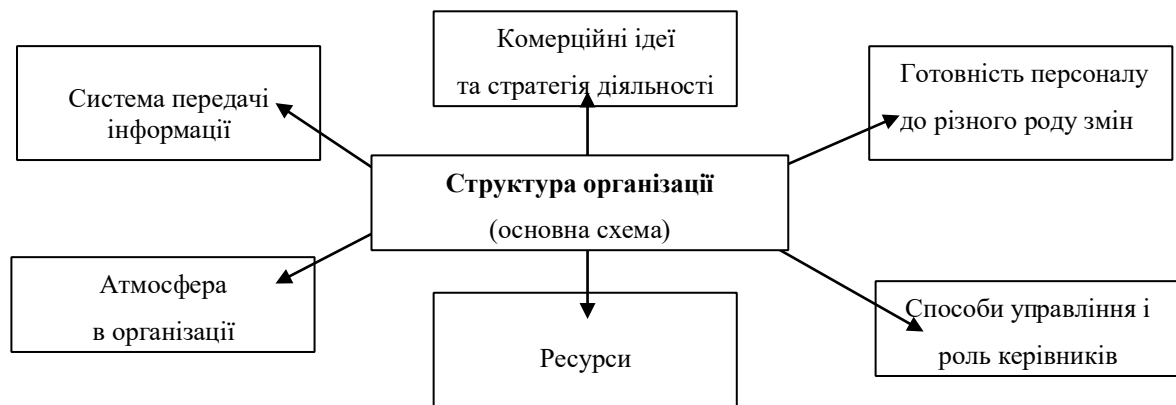 Комерційні ідеї
та стратегія діяльності
Готовність персоналу
до різного роду змін
Система передачі
інформації
Структура організації
(основна схема)
Атмосфера
в організації
Ресурси
Способи управління і
роль керівників